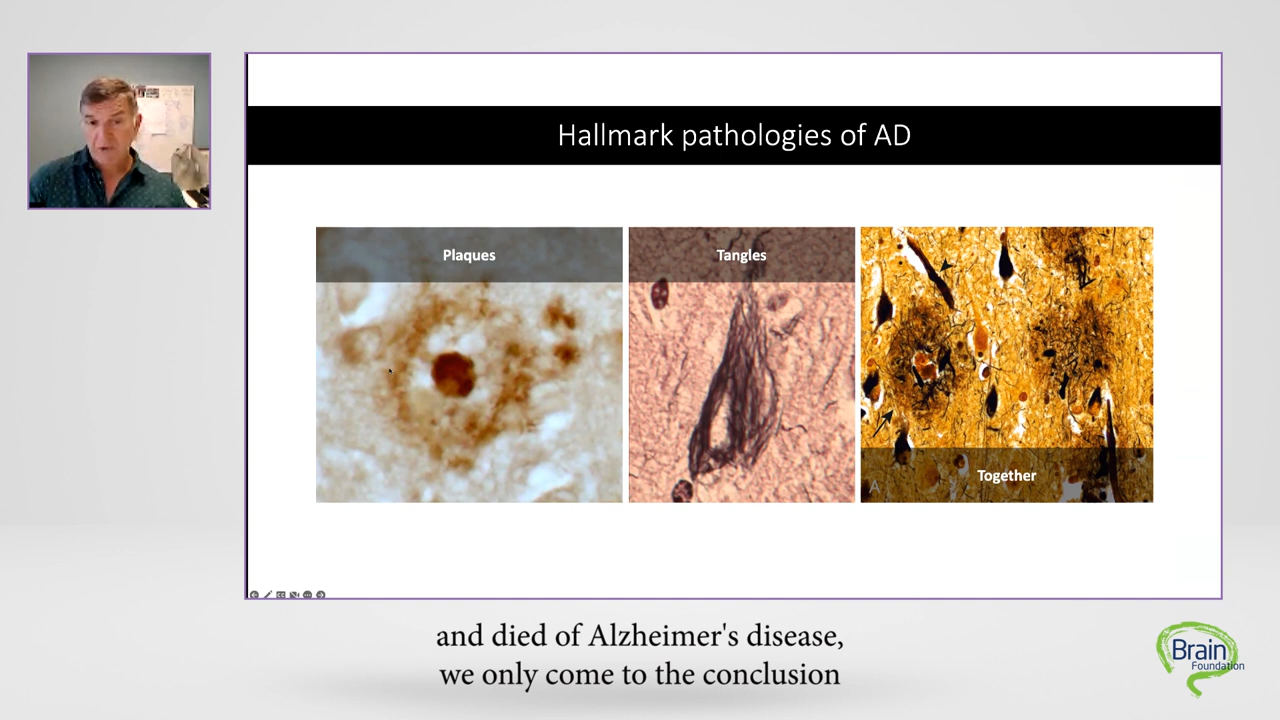 Hallmark pathologies of AD
Plaques
Tangles
Together
A
and died of Alzheimer's disease,
we only come to the conclusion
Brain
Foundation